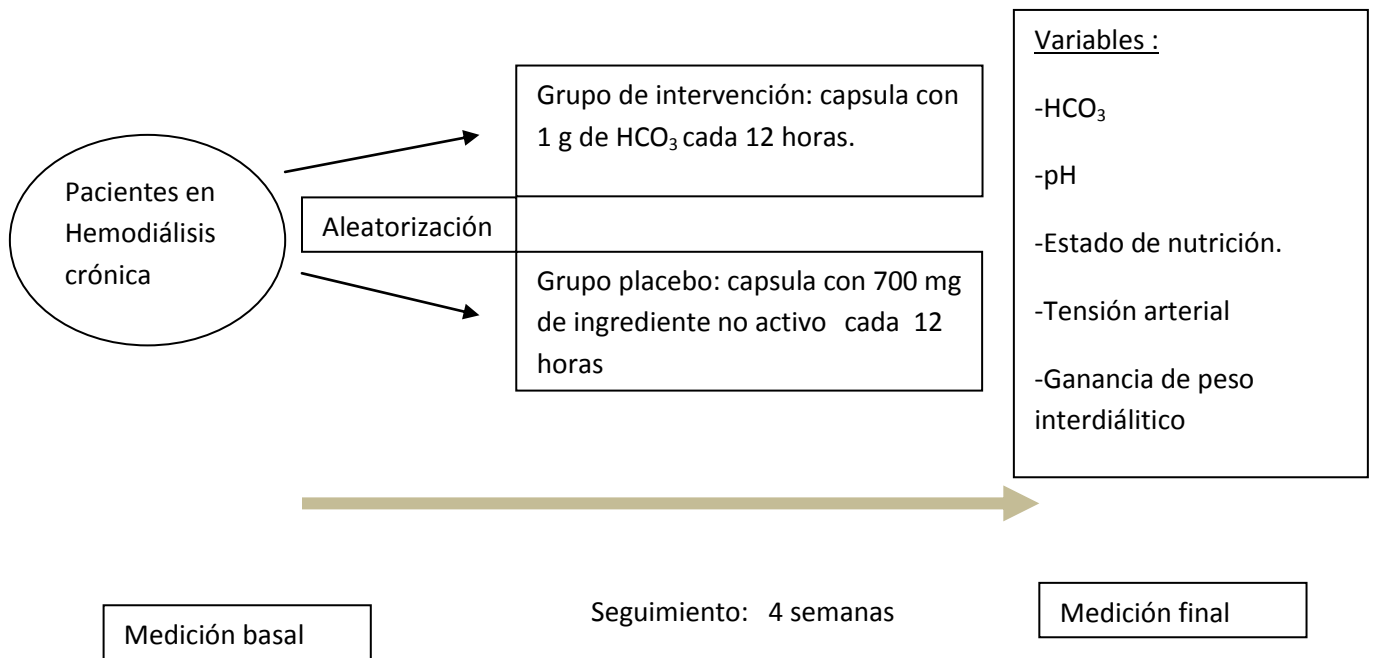 Pacientes en
Hemodiálisis
crónica
Aleatorización
Grupo de intervención: capsula con
1 g de HCO₃ cada 12 horas.
Grupo placebo: capsula con 700 mg
de ingrediente no activo cada 12
horas
Variables :
-HCO₃
-pH
-Estado de nutrición.
-Tensión arterial
-Ganancia de peso
interdiálitico
Medición basal
Seguimiento: 4 semanas
Medición final